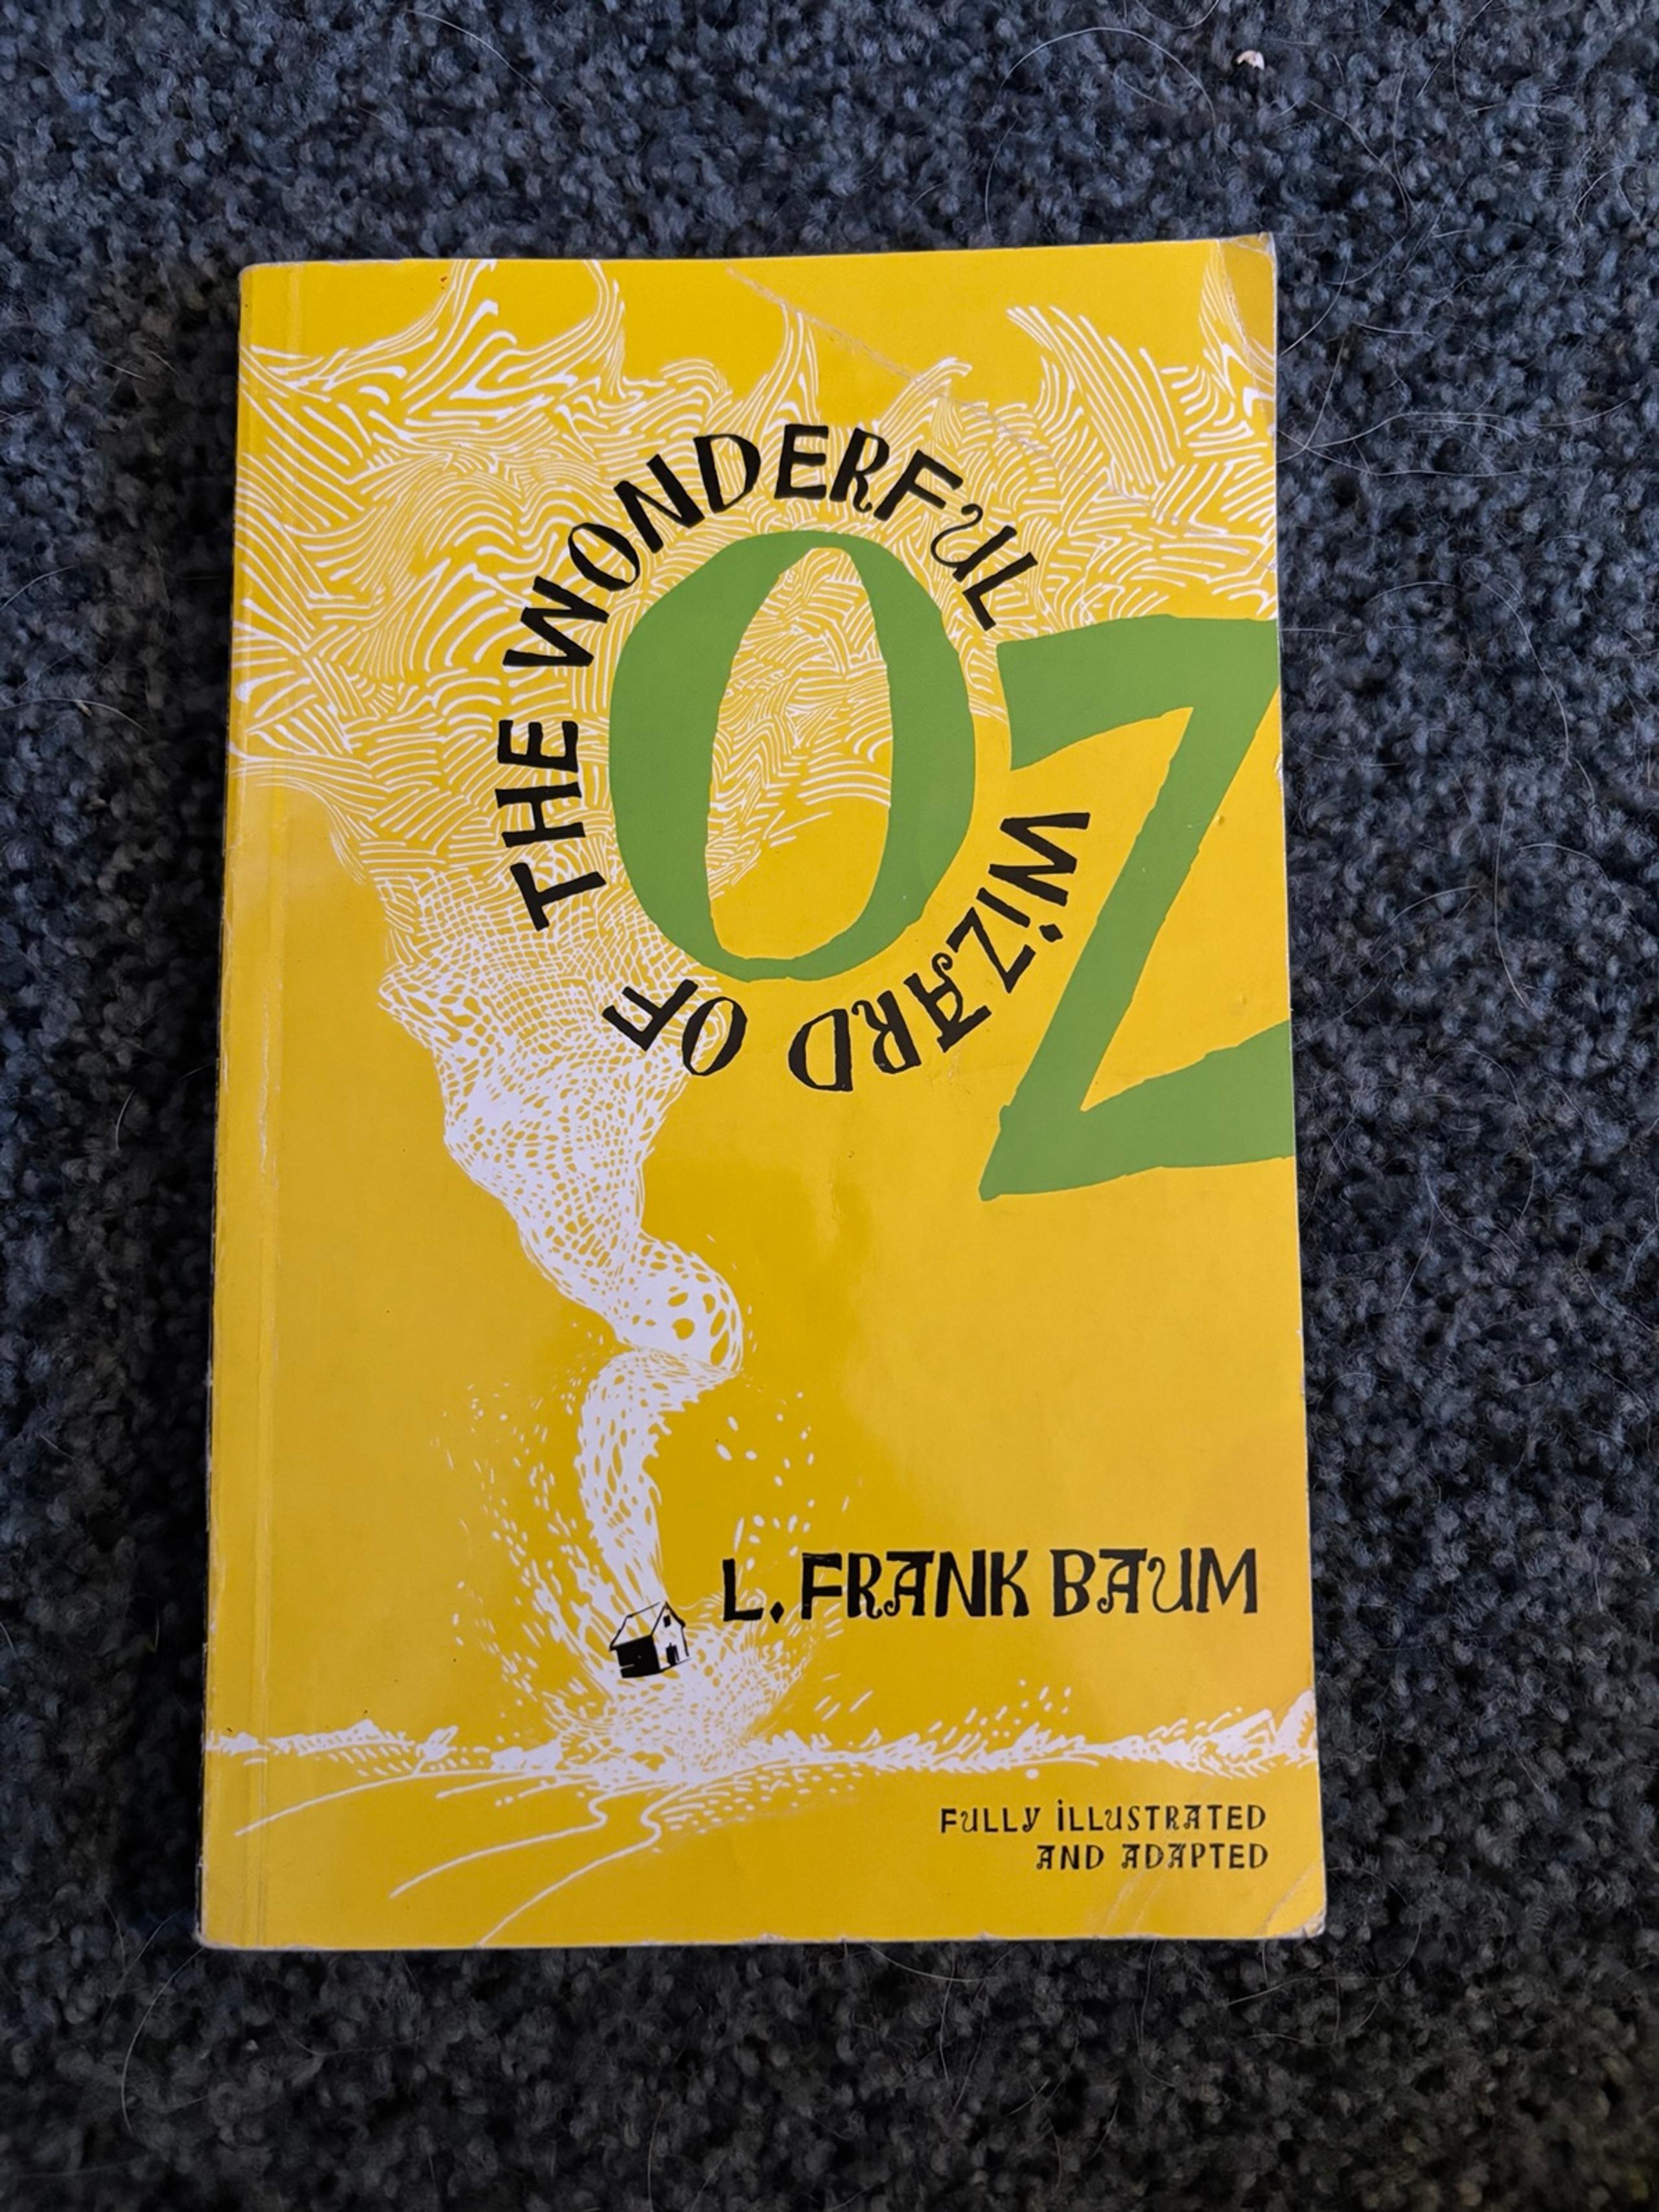 THE WONDERFUL
WIZARD OF
OZ
L. FRANK BAUM
FULLY ILLUSTRATED
AND ADAPTED